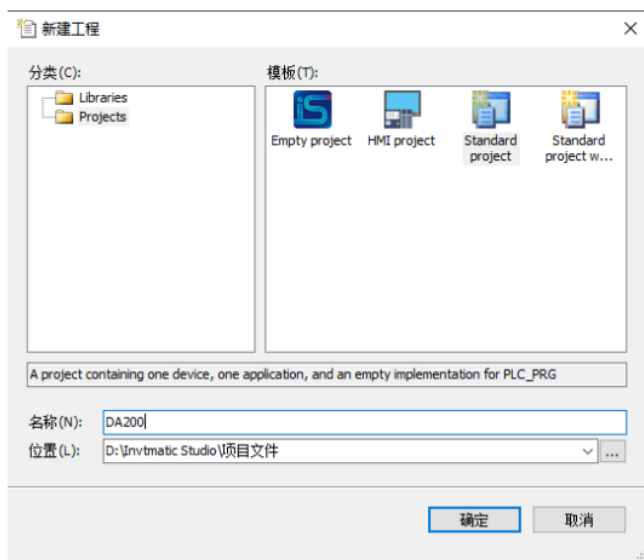 新建工程
分类(C):
模板(T):
Libraries
Projects
Empty project
HMI project
Standard
project
Standard
project w...
A project containing one device, one application, and an empty implementation for PLC_PRG
名称(N):
DA200
位置(L):
D:\Invtmatic Studio\项目文件
...
确定
取消